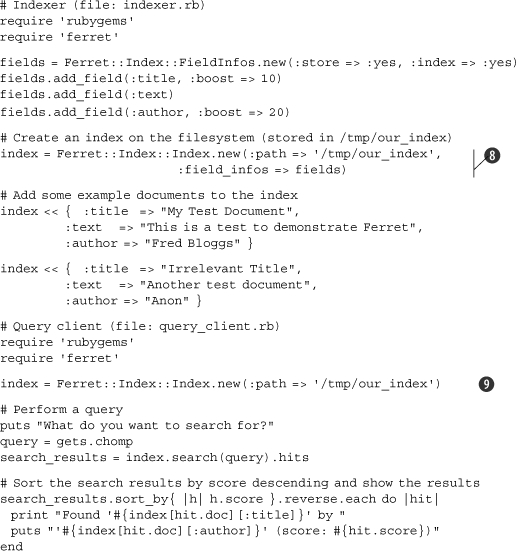 # Indexer (file: indexer.rb)
require 'rubygems'
require 'ferret'
fields = Ferret::Index::FieldInfos.new(:store => :yes, :index => :yes)
fields.add_field(:title, :boost => 10)
fields.add_field(:text)
fields.add_field(:author, :boost => 20)
# Create an index on the filesystem (stored in /tmp/our_index)
index = Ferret::Index::Index.new(:path => '/tmp/our_index', 8
:field_infos => fields)
# Add some example documents to the index
index << { :title => "My Test Document",
:text => "This is a test to demonstrate Ferret",
:author => "Fred Bloggs" }
index << { :title => "Irrelevant Title",
:text => "Another test document",
:author => "Anon" }
# Query client (file: query_client.rb)
require 'rubygems'
require 'ferret'
index = Ferret::Index::Index.new(:path => '/tmp/our_index') 9
# Perform a query
puts "What do you want to search for?"
query = gets.chomp
search_results = index.search(query).hits
# Sort the search results by score descending and show the results
search_results.sort_by{ |h| h.score }.reverse.each do |hit|
print "Found '#{index[hit.doc][:title]}' by "
puts "'#{index[hit.doc][:author]}' (score: #{hit.score})"
end